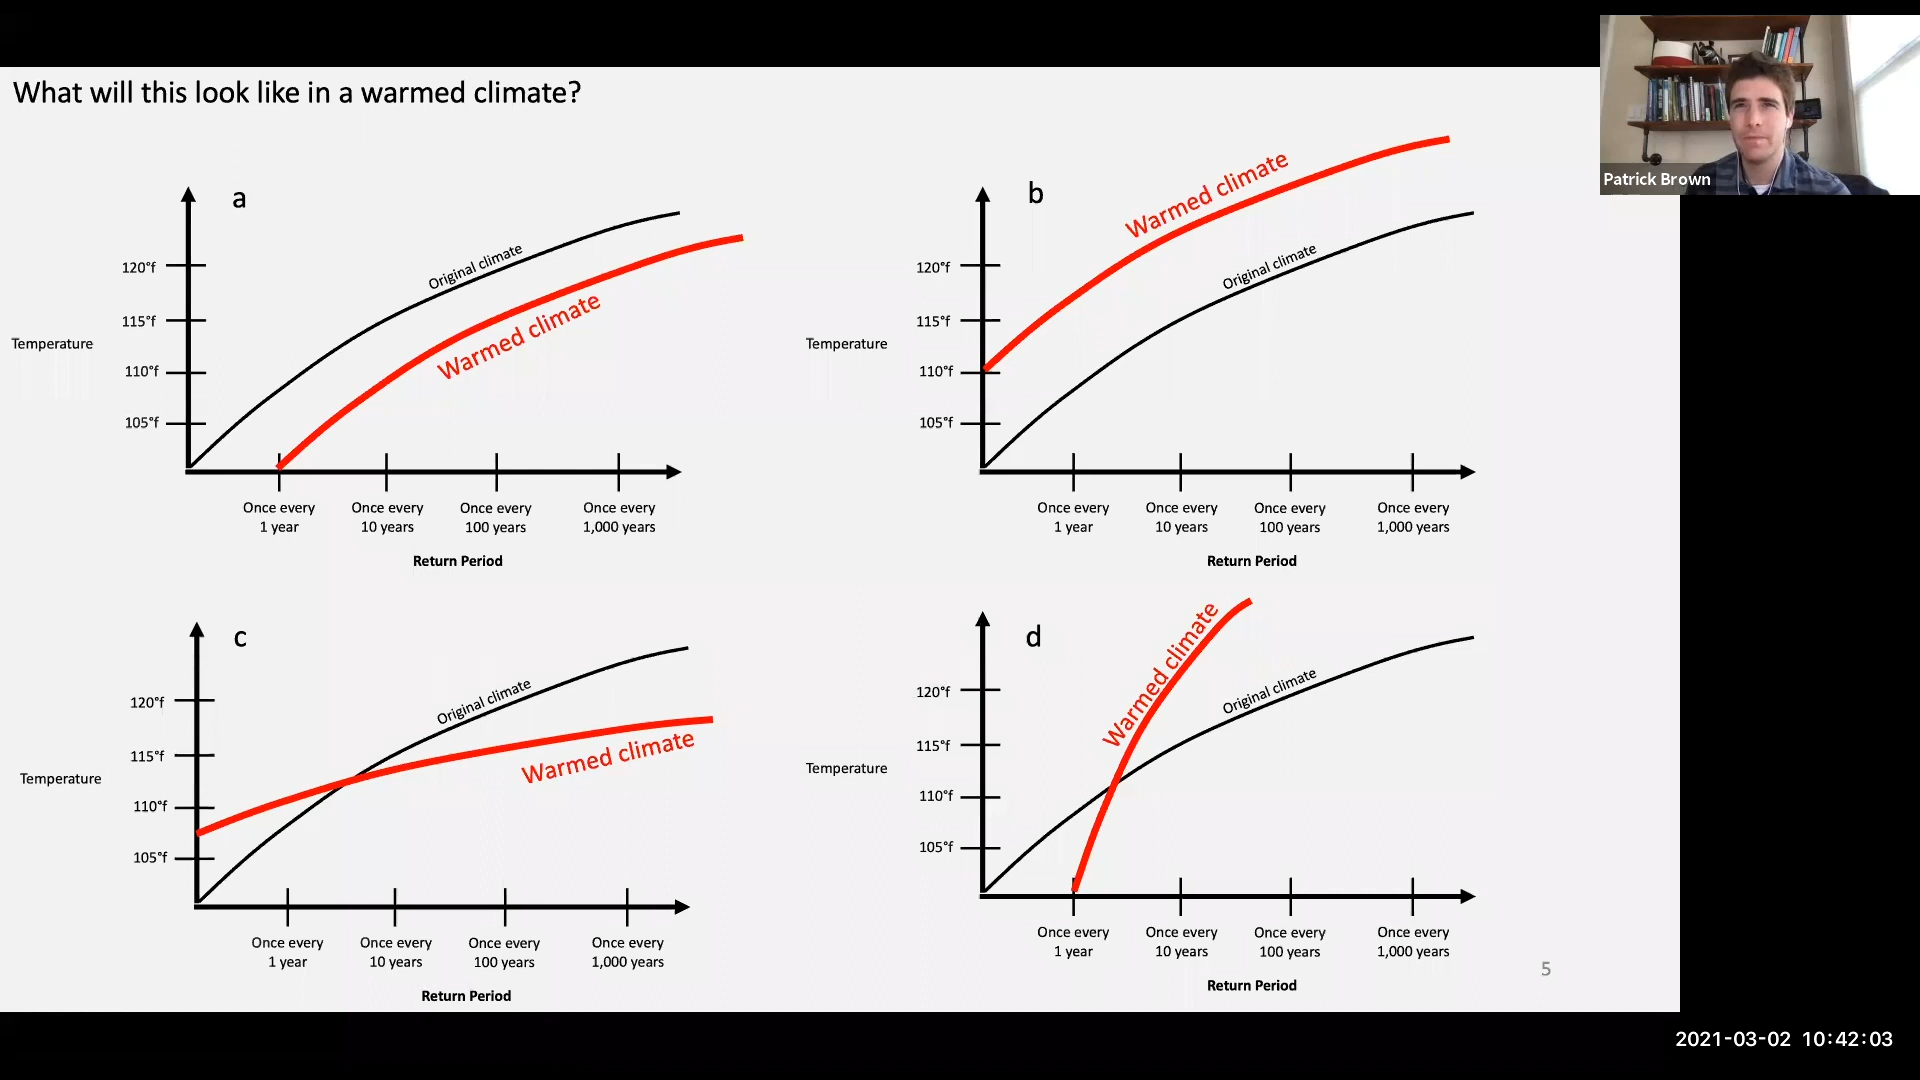 What will this look like in a warmed climate?
Patrick Brown
a
120°f
115°f
110°f
105°f
Temperature
Original climate
Warmed climate
Once every
1 year
Once every
10 years
Once every
100 years
Once every
1,000 years
Return Period
b
120°f
115°f
110°f
105°f
Temperature
Warmed climate
Original climate
Once every
1 year
Once every
10 years
Once every
100 years
Once every
1,000 years
Return Period
c
120°f
115°f
110°f
105°f
Temperature
Original climate
Warmed climate
Once every
1 year
Once every
10 years
Once every
100 years
Once every
1,000 years
Return Period
d
120°f
115°f
110°f
105°f
Temperature
Warmed climate
Original climate
Once every
1 year
Once every
10 years
Once every
100 years
Once every
1,000 years
Return Period
5
2021-03-02 10:42:03